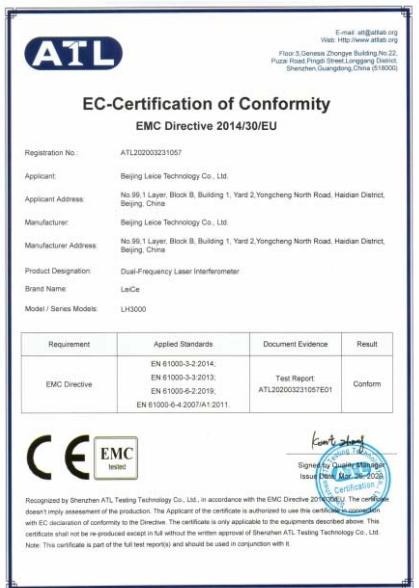 ATL
E-mail: atl@atllab.org
Web: Http://www.atllab.org
Floor 3,Genesis Zhongye Building,No.22,
Puzai Road,Pingdi Street,Longgang District,
Shenzhen,Guangdong,China (518000)
EC-Certification of Conformity
EMC Directive 2014/30/EU
Registration No.: ATL202003231057
Applicant: Beijing Leice Technology Co., Ltd.
Applicant Address: No.99,1 Layer, Block B, Building 1, Yard 2,Yongcheng North Road, Haidian District,
Beijing, China
Manufacturer: Beijing Leice Technology Co., Ltd.
Manufacturer Address: No.99,1 Layer, Block B, Building 1, Yard 2,Yongcheng North Road, Haidian District,
Beijing, China
Product Designation: Dual-Frequency Laser Interferometer
Brand Name: LeiCe
Model / Series Models: LH3000
Requirement Applied Standards Document Evidence Result
EMC Directive
EN 61000-3-2:2014;
EN 61000-3-3:2013;
EN 61000-6-2:2019;
EN 61000-6-4:2007/A1:2011.
Test Report:
ATL202003231057E01
Conform
CE
EMC
tested
Signed by Quality Manager
Issue Date: Mar.
Certification
Recognized by Shenzhen ATL Testing Technology Co., Ltd., in accordance with the EMC Directive 2014/30/EU. The certificate
doesn't imply assessment of the production. The Applicant of the certificate is authorized to use this certificate in connection
with EC declaration of conformity to the Directive. The certificate is only applicable to the equipment described above. This
certificate shall not be re-produced except in full without the written approval of Shenzhen ATL Testing Technology Co., Ltd.
Note: This certificate is part of the full test report(s) and should be used in conjunction with it.